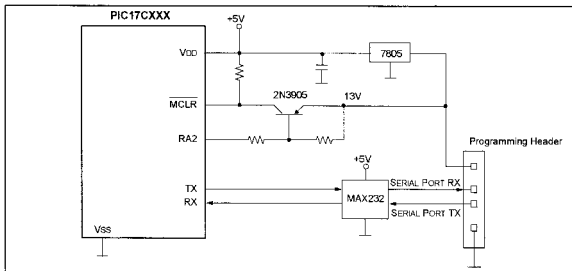 PIC17CXXX
+5V
VDD
7805
MCLR
2N3905
13V
RA2
Programming Header
+5V
TX
RX
MAX232
SERIAL PORT RX
SERIAL PORT TX
VSS